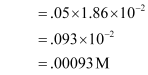 = .05×1.86×10⁻²
= .093×10⁻²
= .00093 M